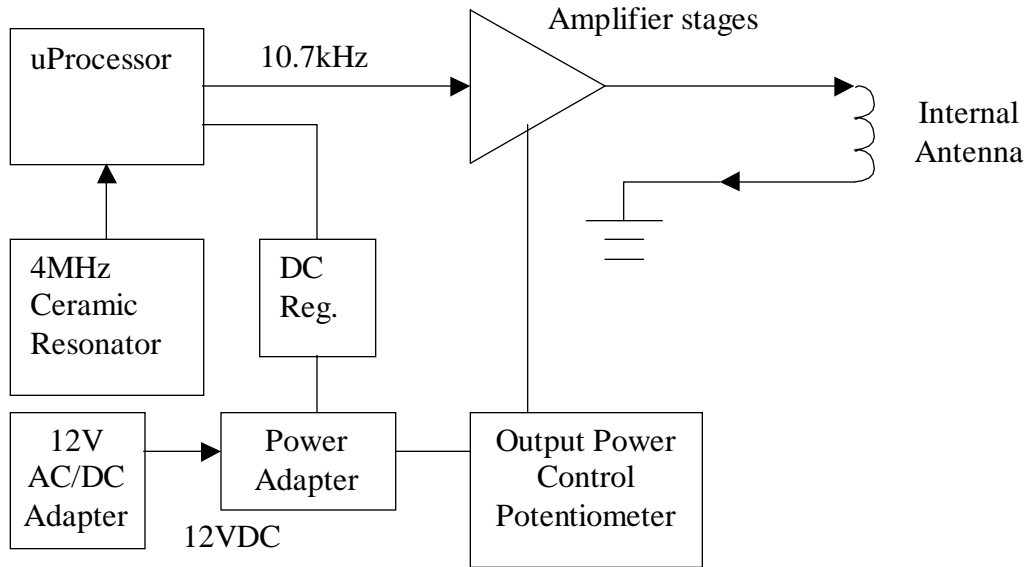 Amplifier stages
uProcessor
10.7kHz
Internal
Antenna
4MHz
Ceramic
Resonator
DC
Reg.
12V
AC/DC
Adapter
Power
Adapter
Output Power
Control
Potentiometer
12VDC